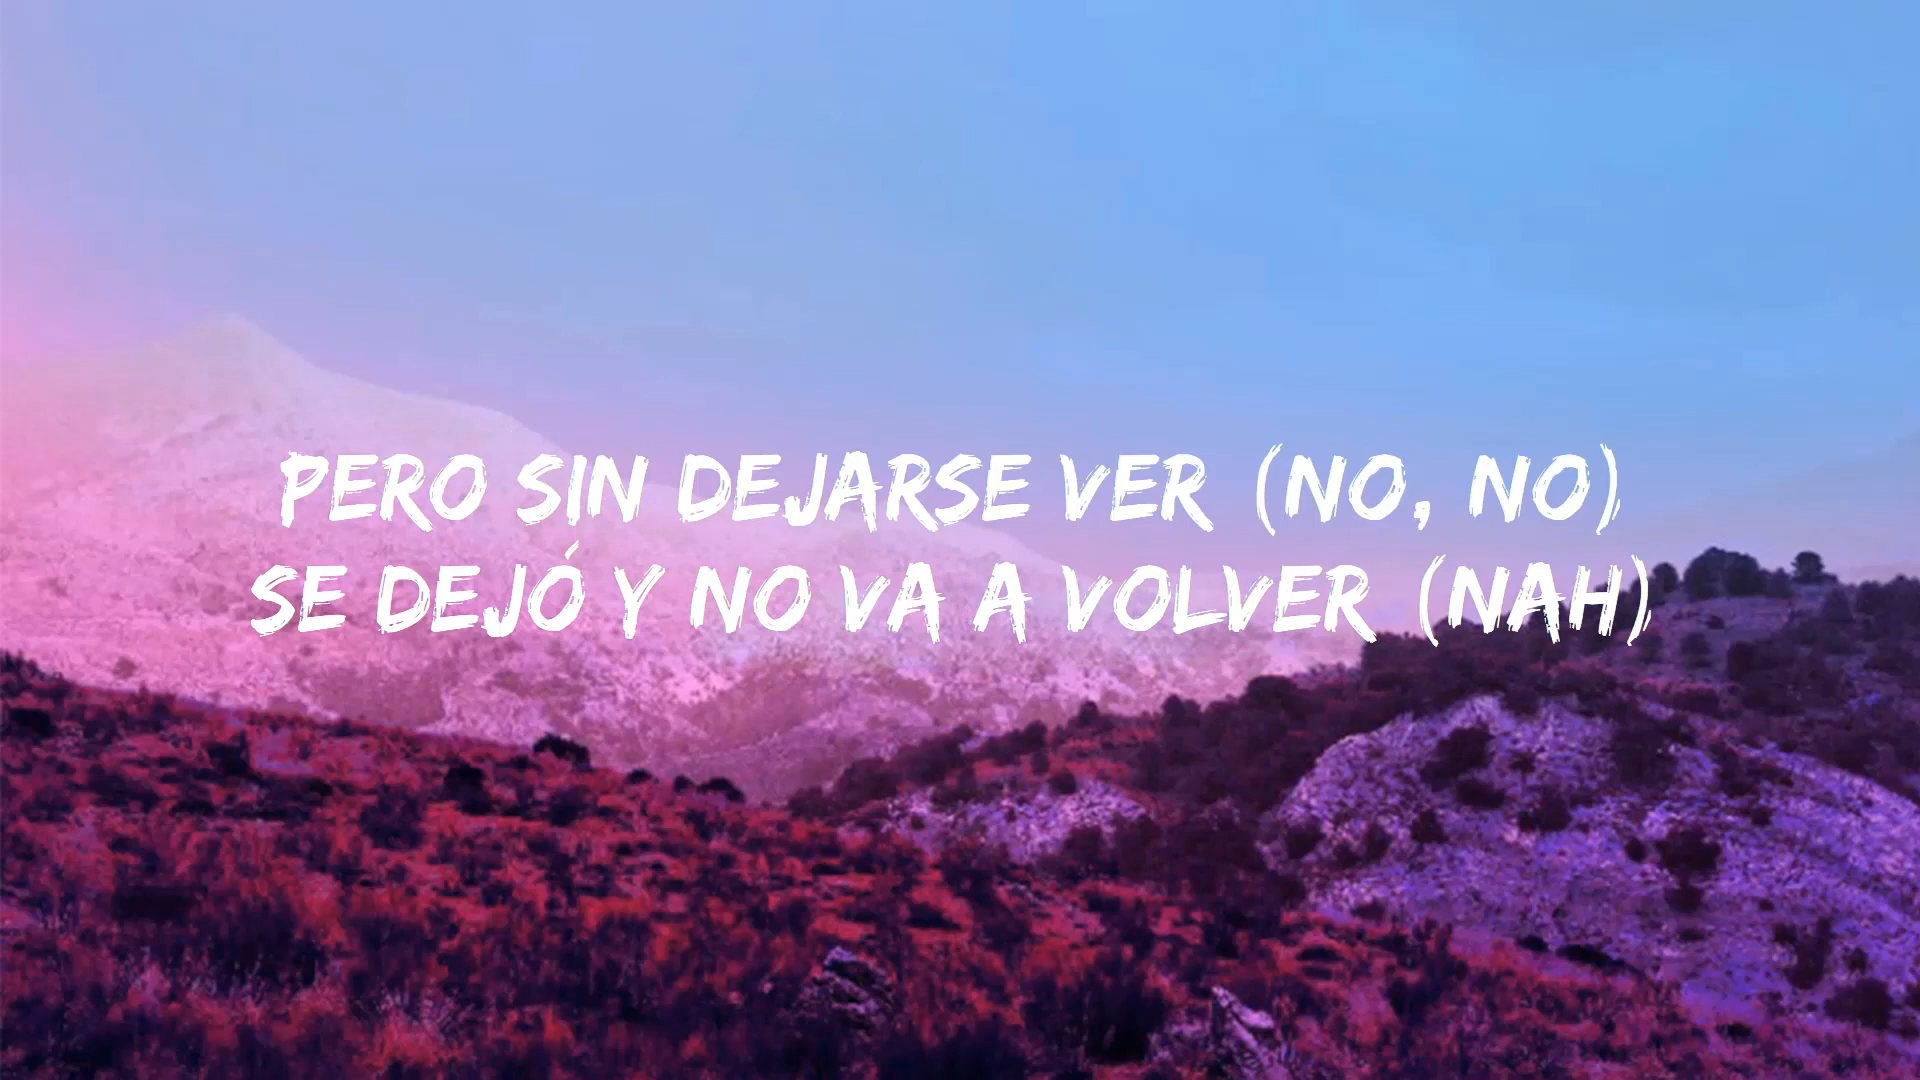 PERO SIN DEJARSE VER (NO, NO)
SE DEJÓ Y NO VA A VOLVER (NAH)